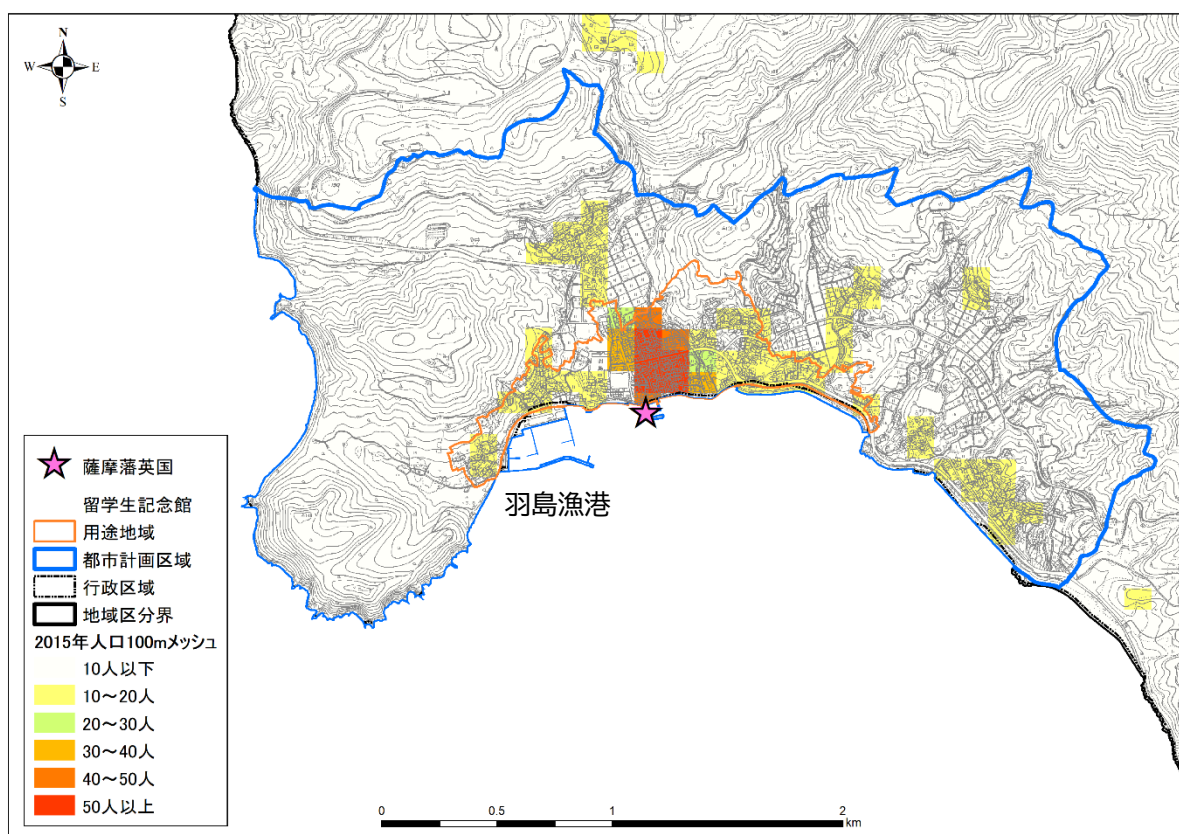 N
W E
S
羽島漁港
薩摩藩英国
留学生記念館
用途地域
都市計画区域
行政区域
地域区分界
2015年人口100mメッシュ
10人以下
10～20人
20～30人
30～40人
40～50人
50人以上
0 0.5 1 2
km